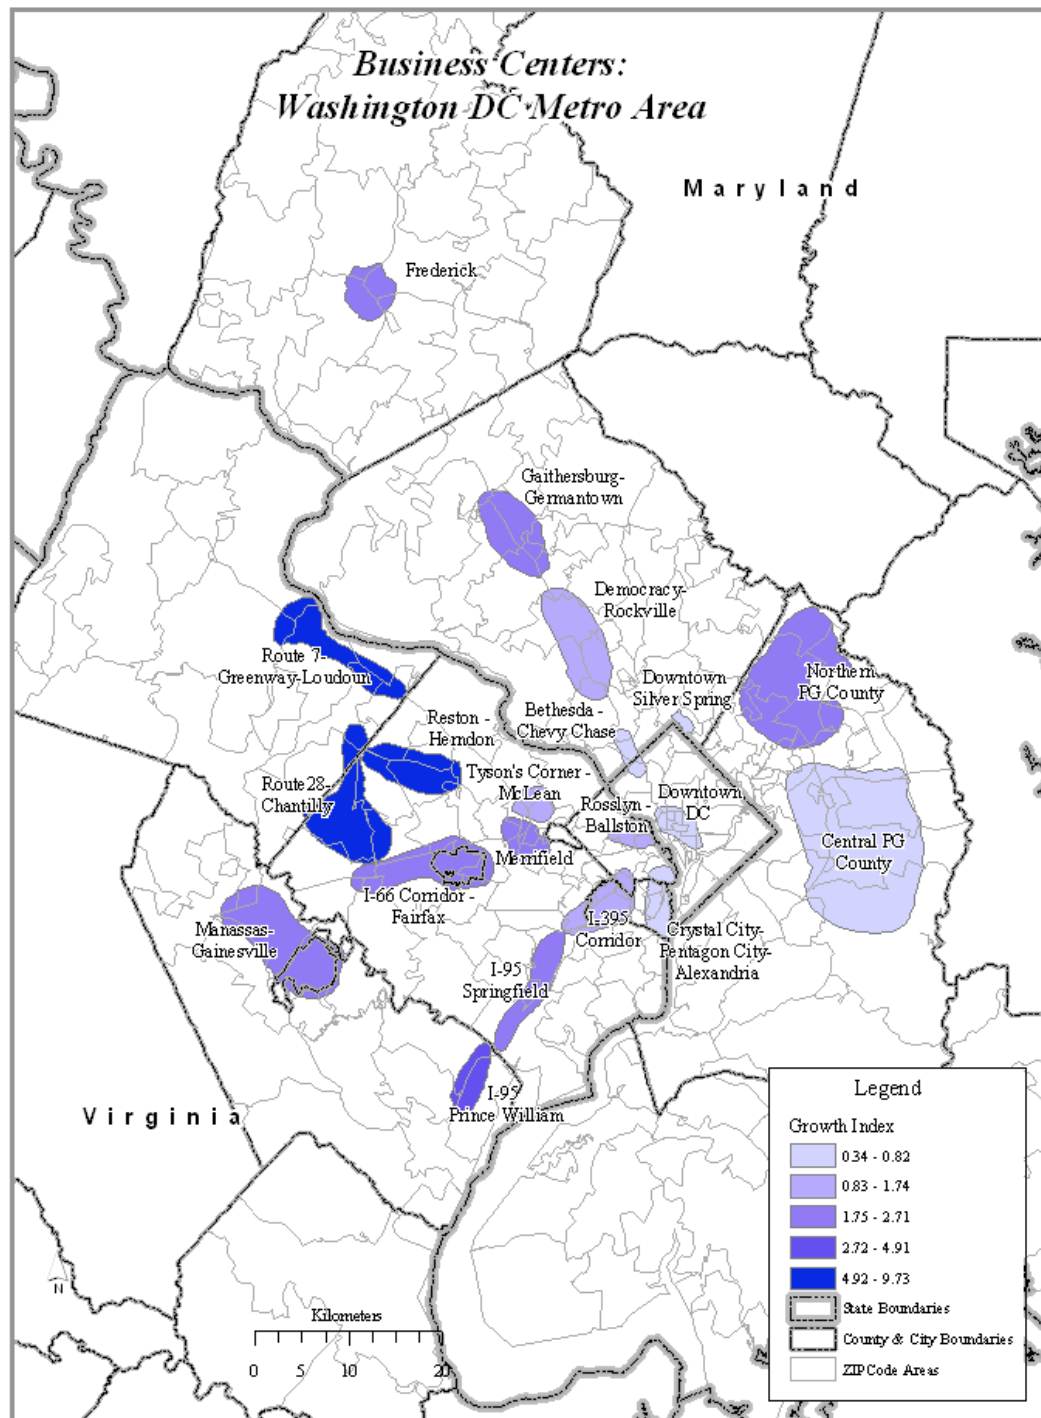 Business Centers:
Washington DC Metro Area
Maryland
Frederick
Gaithersburg-
Germantown
Democracy-
Rockville
Route 7-
Greenway-Loudoun
Northern
PG County
Downtown
Silver Spring
Bethesda -
Chevy Chase
Reston -
Herndon
Tyson's Corner -
McLean
Route28-
Chantilly
Rosslyn -
Ballston
Downtown
DC
Merrifield
Central PG
County
I-66 Corridor -
Fairfax
I-395
Corridor
Manassas-
Gainesville
Crystal City-
Pentagon City-
Alexandria
I-95
Springfield
I-95
Prince William
Virginia
Legend
Growth Index
0.34 - 0.82
0.83 - 1.74
1.75 - 2.71
2.72 - 4.91
4.92 - 9.73
State Boundaries
County & City Boundaries
ZIPCode Areas
N
Kilometers
0 5 10 20